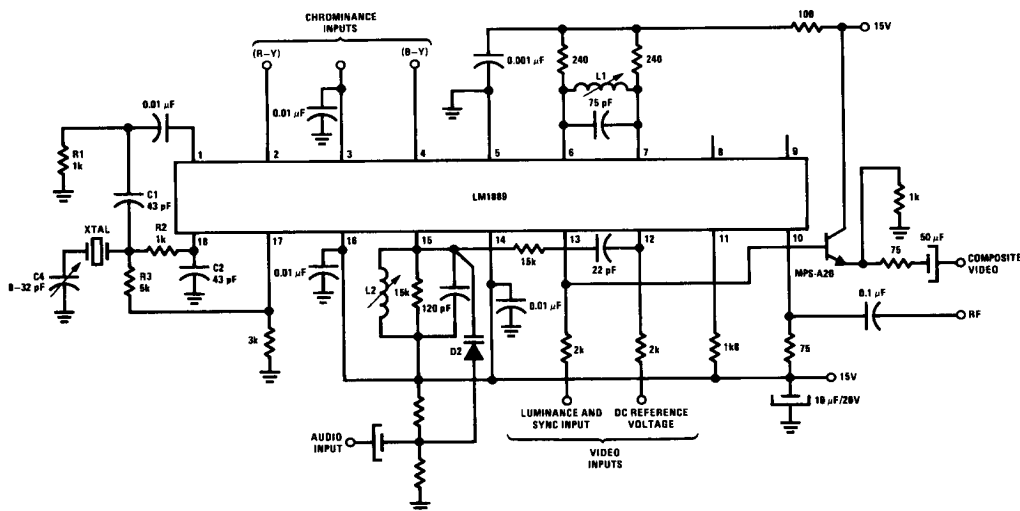 CHROMINANCE
INPUTS
(R–Y)
(B–Y)
100
15V
0.001 µF
240
240
L1
75 pF
0.01 µF
0.01 µF
R1
1k
1
2
3
4
5
6
7
8
9
LM1889
C1
43 pF
XTAL
R2
1k
18
17
16
15
14
13
12
11
10
1k
C4
8–32 pF
R3
5k
C2
43 pF
0.01 µF
L2
15k
120 pF
15k
22 pF
0.01 µF
MPS-A20
75
50 µF
COMPOSITE
VIDEO
0.1 µF
RF
3k
D2
2k
2k
1k8
75
15V
10 µF/20V
AUDIO
INPUT
LUMINANCE AND
SYNC INPUT
DC REFERENCE
VOLTAGE
VIDEO
INPUTS